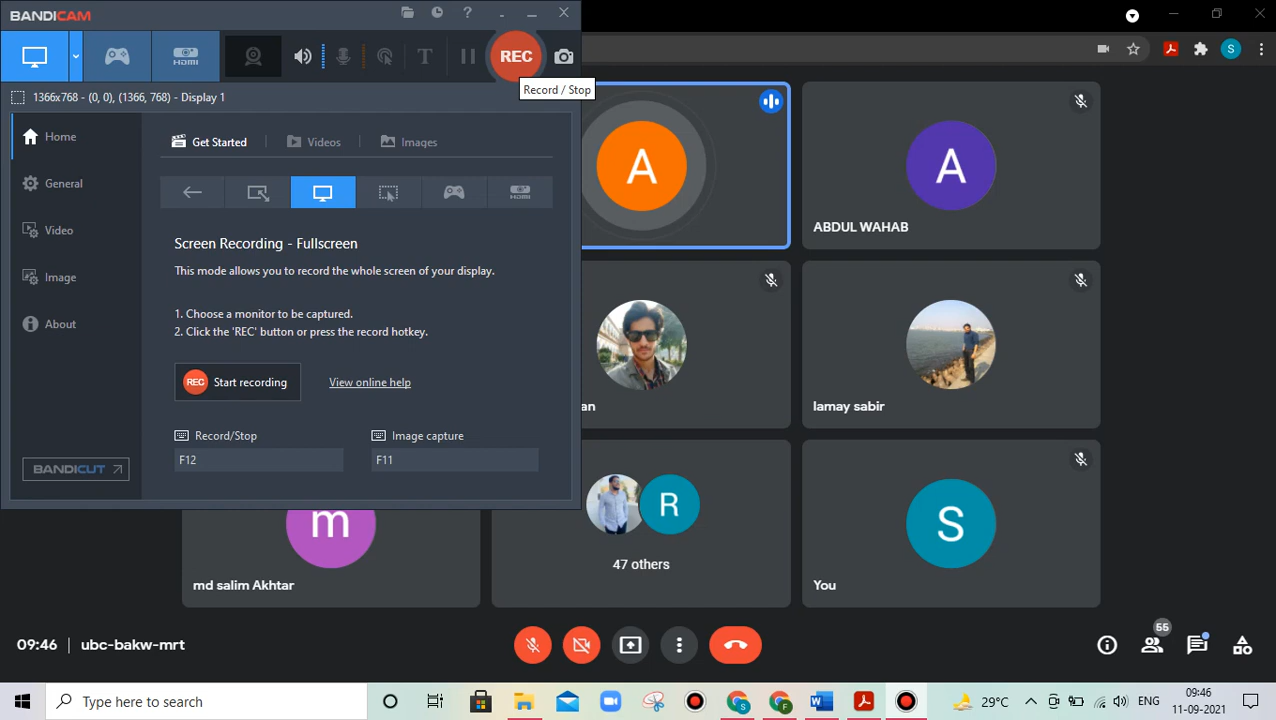 BANDICAM
?
HDMI
T
REC
Record / Stop
1366x768 - (0, 0), (1366, 768) - Display 1
Home
General
Video
Image
About
BANDICUT
Get Started
Videos
Images
HDMI
Screen Recording - Fullscreen
This mode allows you to record the whole screen of your display.
1. Choose a monitor to be captured.
2. Click the 'REC' button or press the record hotkey.
REC Start recording
View online help
Record/Stop
Image capture
F12
F11
S
A
A
ABDUL WAHAB
an
lamay sabir
m
md salim Akhtar
R
47 others
S
You
09:46 | ubc-bakw-mrt
55
Type here to search
29°C
ENG
09:46
11-09-2021